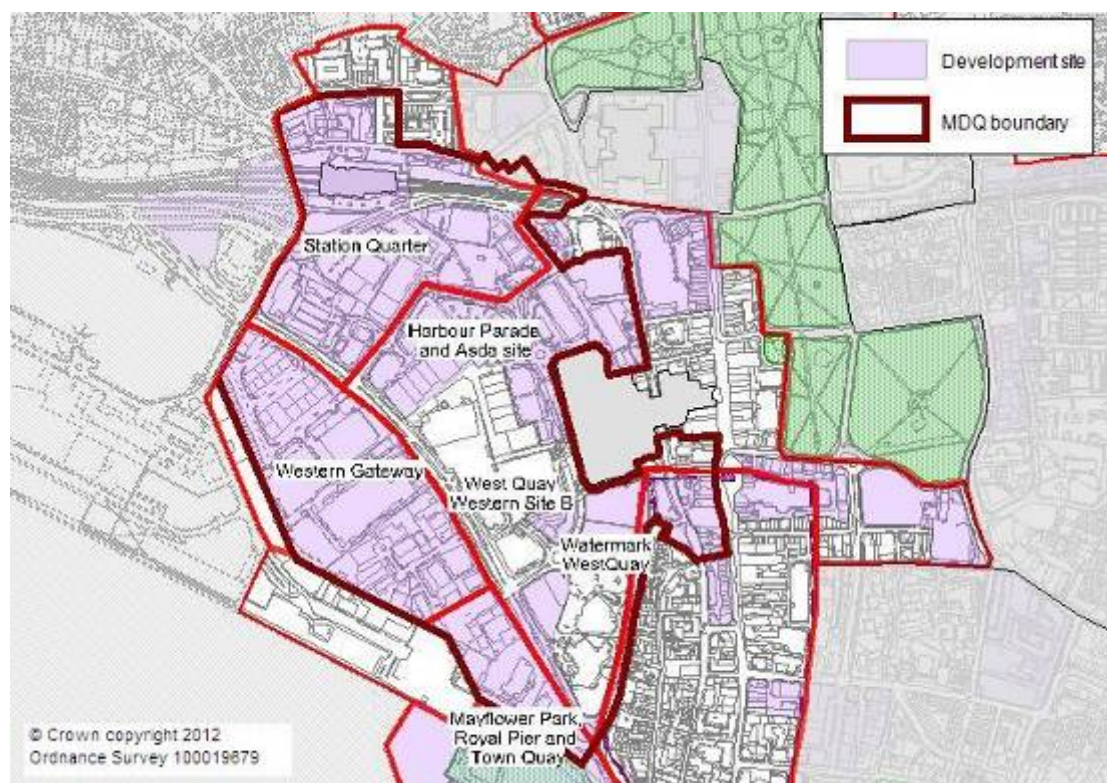 Development site
MDQ boundary
Station Quarter
Harbour Parade
and Asda site
Western Gateway
West Quay
Western Site B
Watermark
WestQuay
Mayflower Park,
Royal Pier and
Town Quay
© Crown copyright 2012
Ordnance Survey 100019679